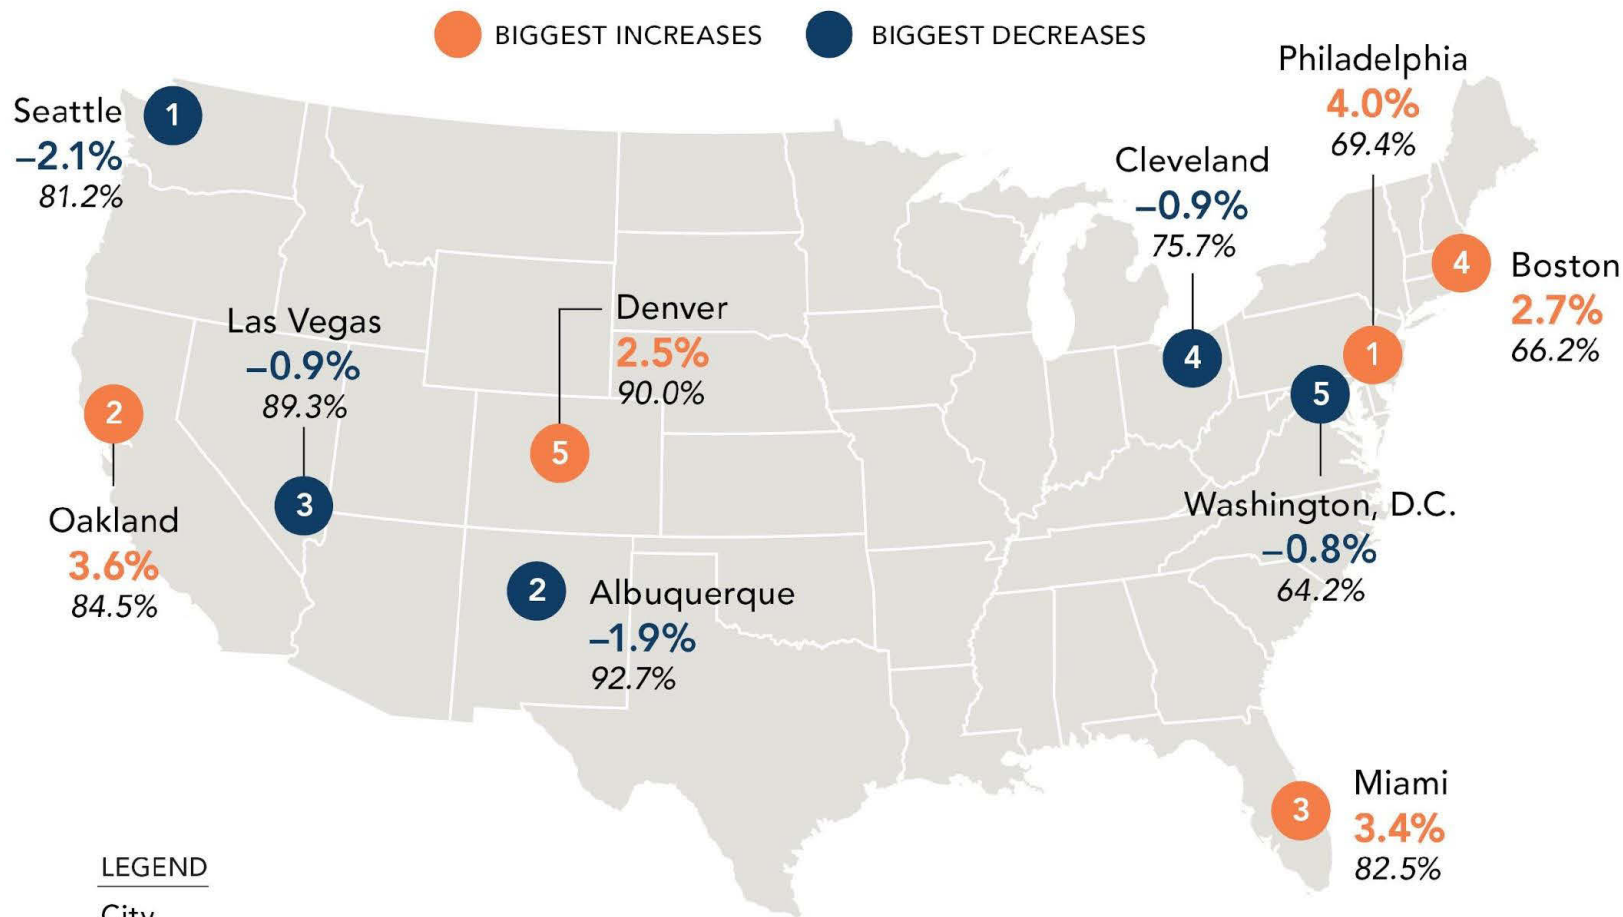 BIGGEST INCREASES
BIGGEST DECREASES
Philadelphia
4.0%
69.4%
1
Seattle
–2.1%
81.2%
1
Cleveland
–0.9%
75.7%
4
Boston
2.7%
66.2%
4
Las Vegas
–0.9%
89.3%
3
Denver
2.5%
90.0%
5
2
Oakland
3.6%
84.5%
5
Washington, D.C.
–0.8%
64.2%
2
Albuquerque
–1.9%
92.7%
3
Miami
3.4%
82.5%
LEGEND
City